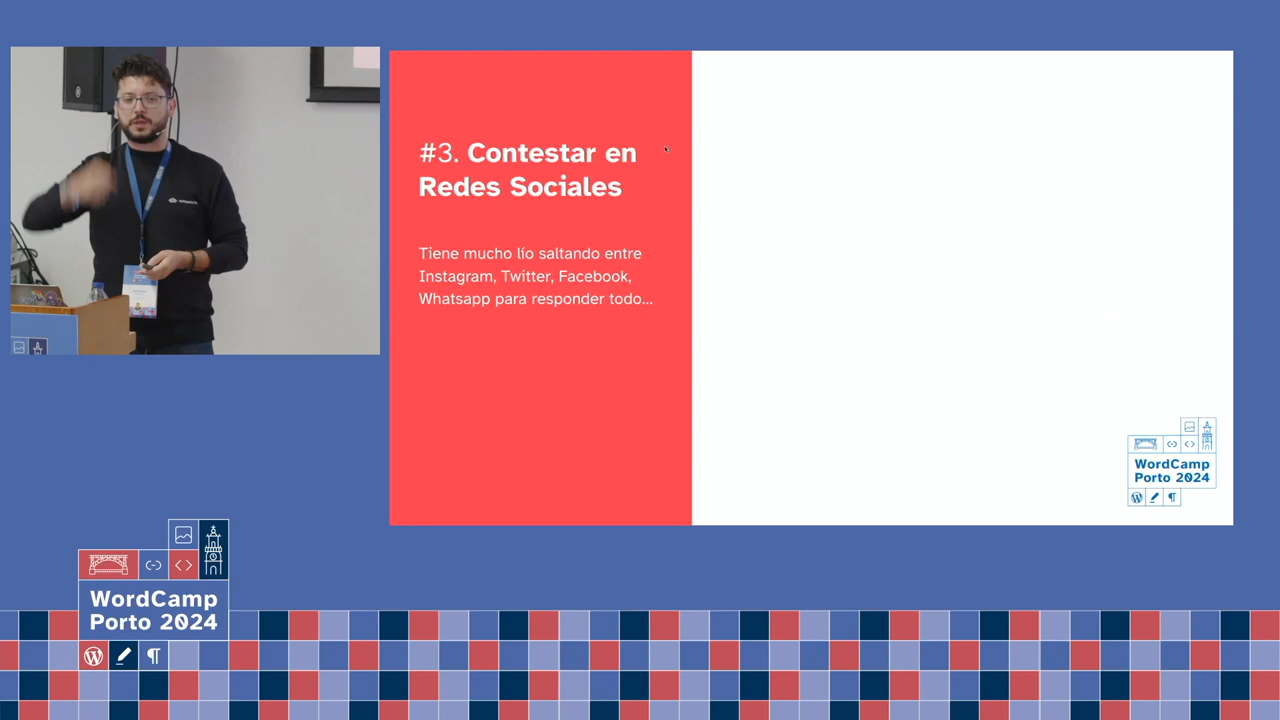 #3. Contestar en
Redes Sociales
Tiene mucho lío saltando entre
Instagram, Twitter, Facebook,
Whatsapp para responder todo...
WordCamp
Porto 2024
WordCamp
Porto 2024